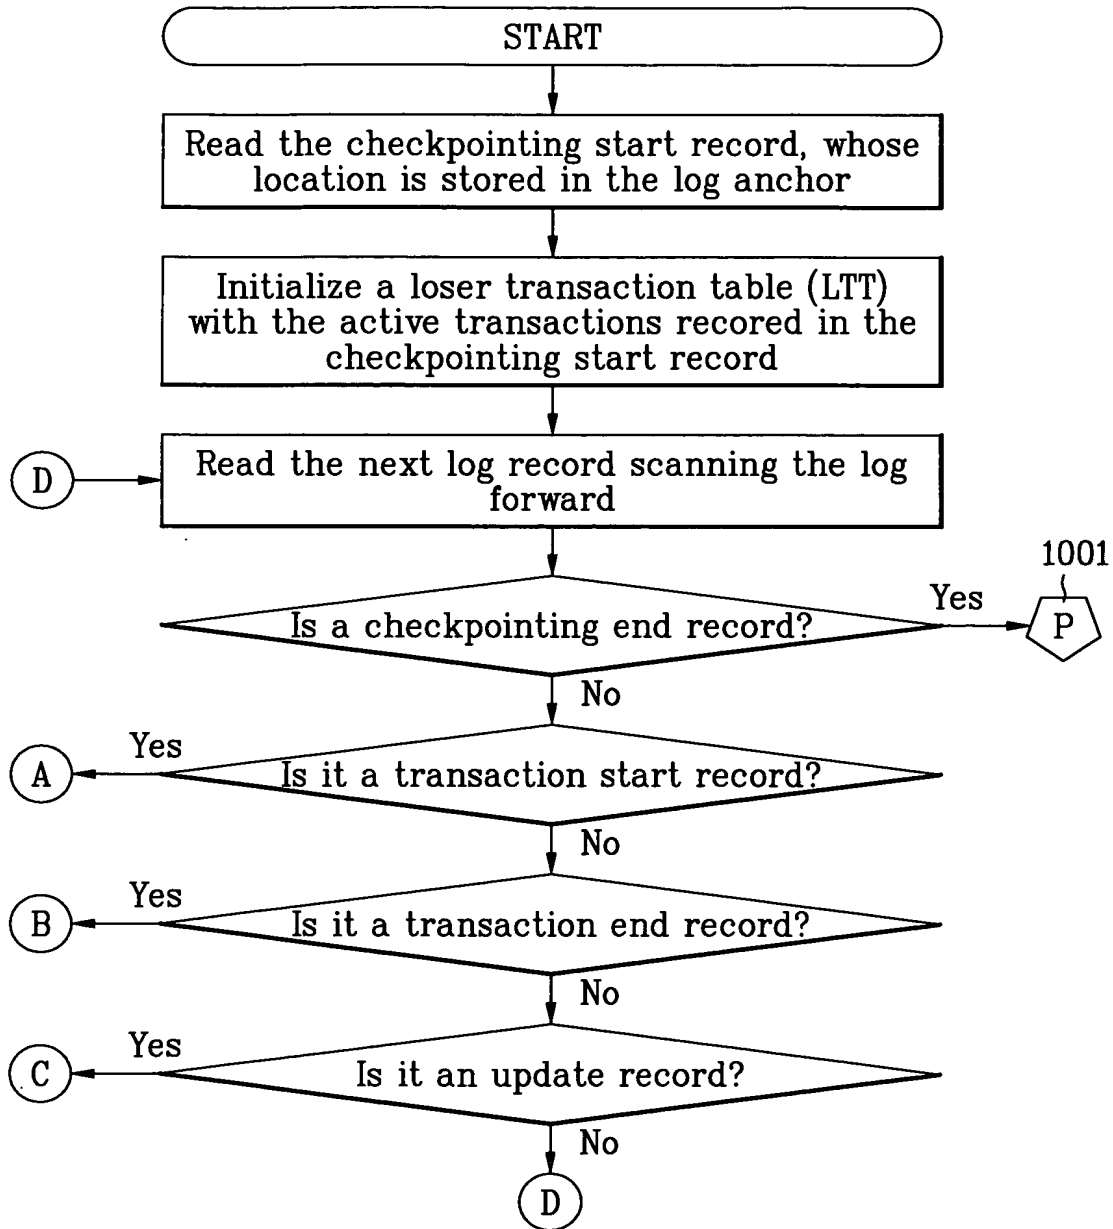 START
Read the checkpointing start record, whose
location is stored in the log anchor
Initialize a loser transaction table (LTT)
with the active transactions recored in the
checkpointing start record
D
Read the next log record scanning the log
forward
1001
Is a checkpointing end record?
Yes
P
No
Yes
A
Is it a transaction start record?
No
Yes
B
Is it a transaction end record?
No
Yes
C
Is it an update record?
No
D